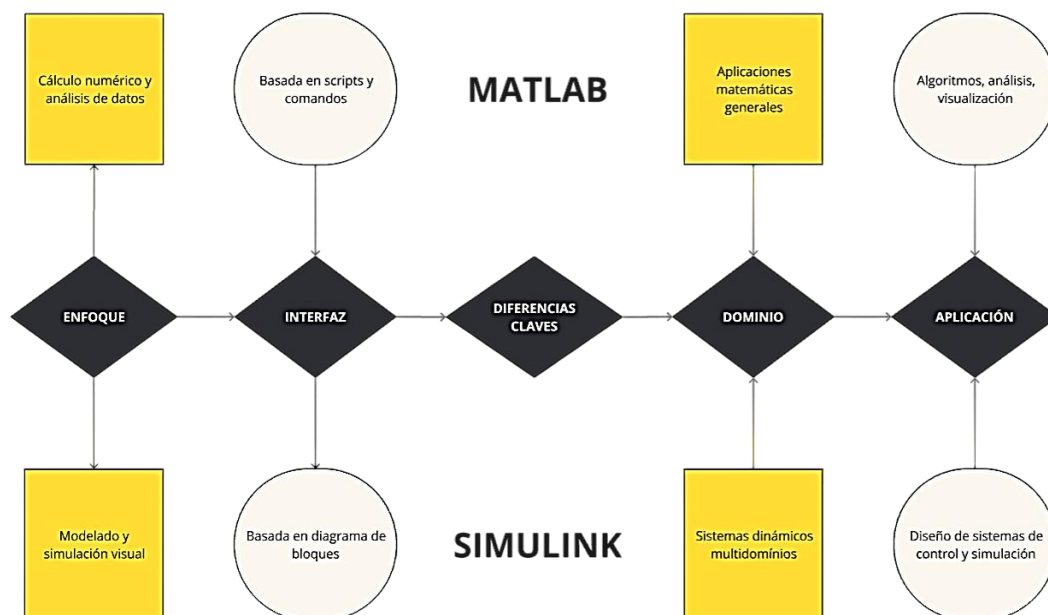 Cálculo numérico y
análisis de datos
Basada en scripts y
comandos
MATLAB
Aplicaciones
matemáticas
generales
Algoritmos, análisis,
visualización
ENFOQUE
INTERFAZ
DIFERENCIAS
CLAVES
DOMINIO
APLICACIÓN
Modelado y
simulación visual
Basada en diagrama de
bloques
SIMULINK
Sistemas dinámicos
multidomínios
Diseño de sistemas de
control y simulación